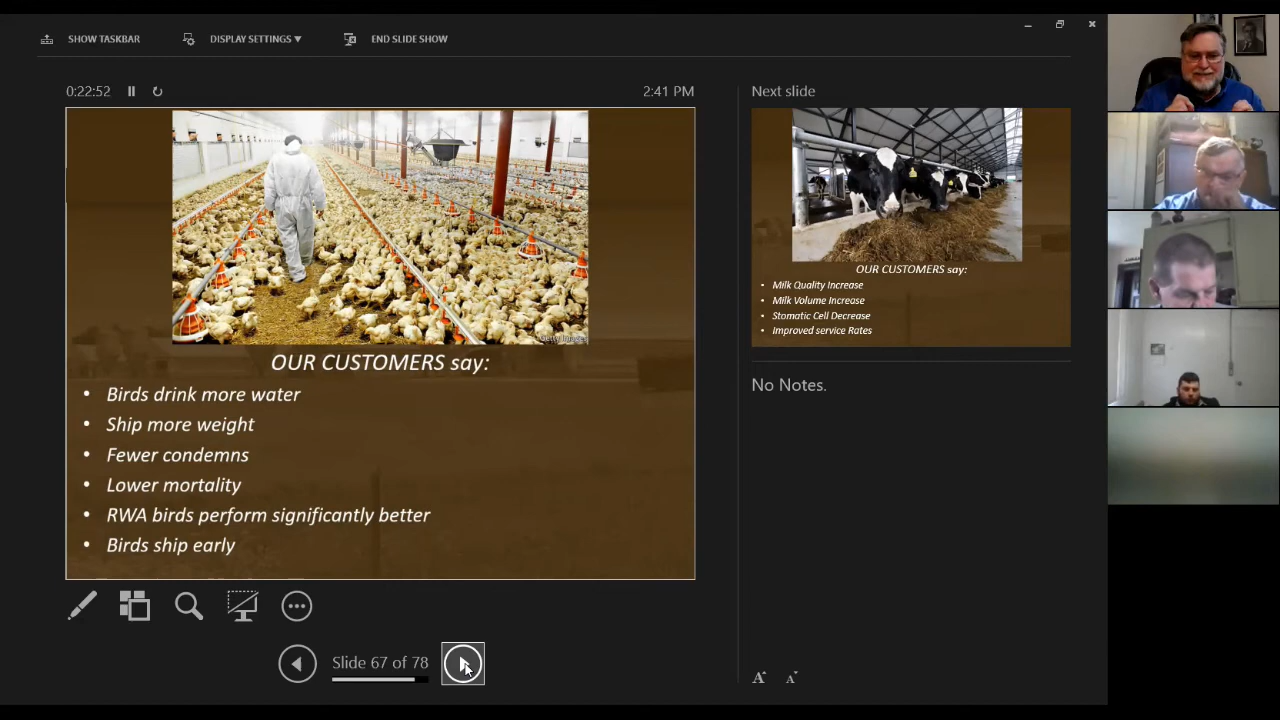 SHOW TASKBAR
DISPLAY SETTINGS ▼
END SLIDE SHOW
0:22:52
2:41 PM
OUR CUSTOMERS say:
• Birds drink more water
• Ship more weight
• Fewer condemns
• Lower mortality
• RWA birds perform significantly better
• Birds ship early
Slide 67 of 78
Next slide
OUR CUSTOMERS say:
• Milk Quality Increase
• Milk Volume Increase
• Stomatic Cell Decrease
• Improved service Rates
No Notes.
A A